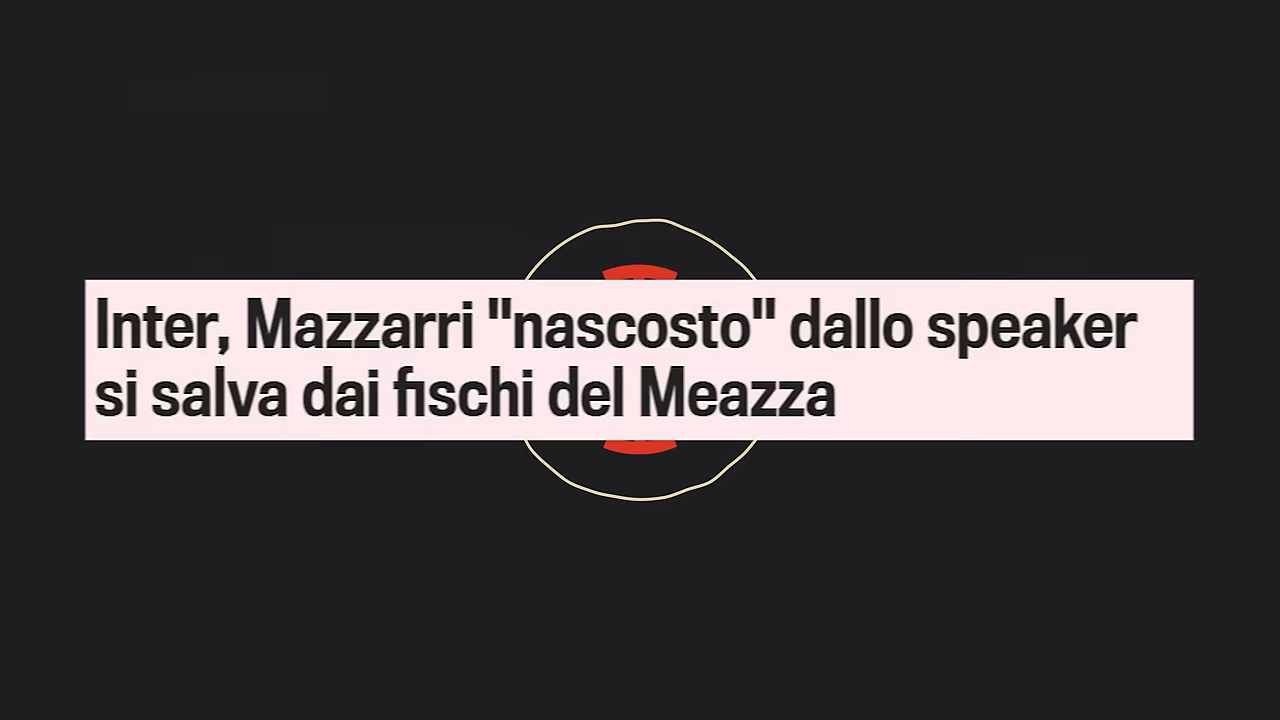 Inter, Mazzarri "nascosto" dallo speaker
si salva dai fischi del Meazza